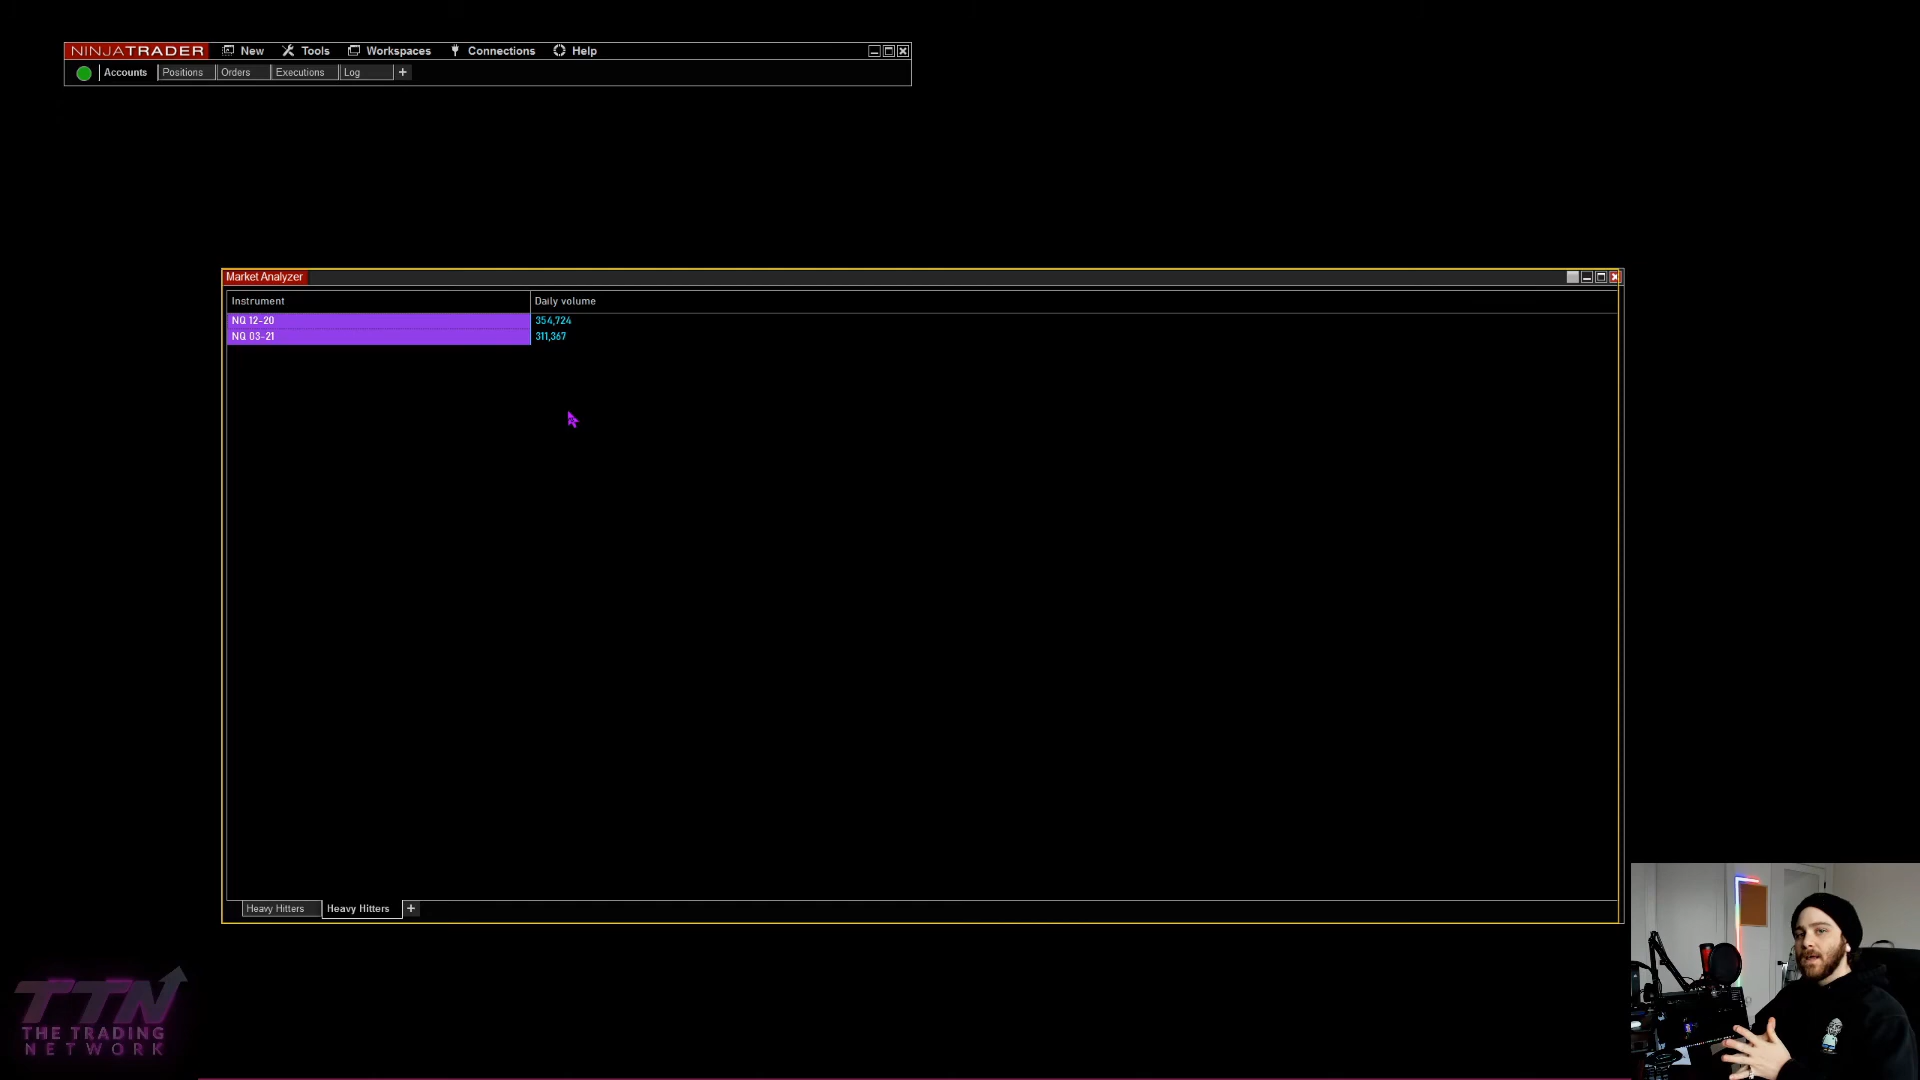 NINJATRADER New Tools Workspaces Connections Help
Accounts Positions Orders Executions Log +
Market Analyzer
Instrument Daily volume
NQ 12-20 354,724
NQ 03-21 311,367
Heavy Hitters Heavy Hitters +
TTN
THE TRADING
NETWORK